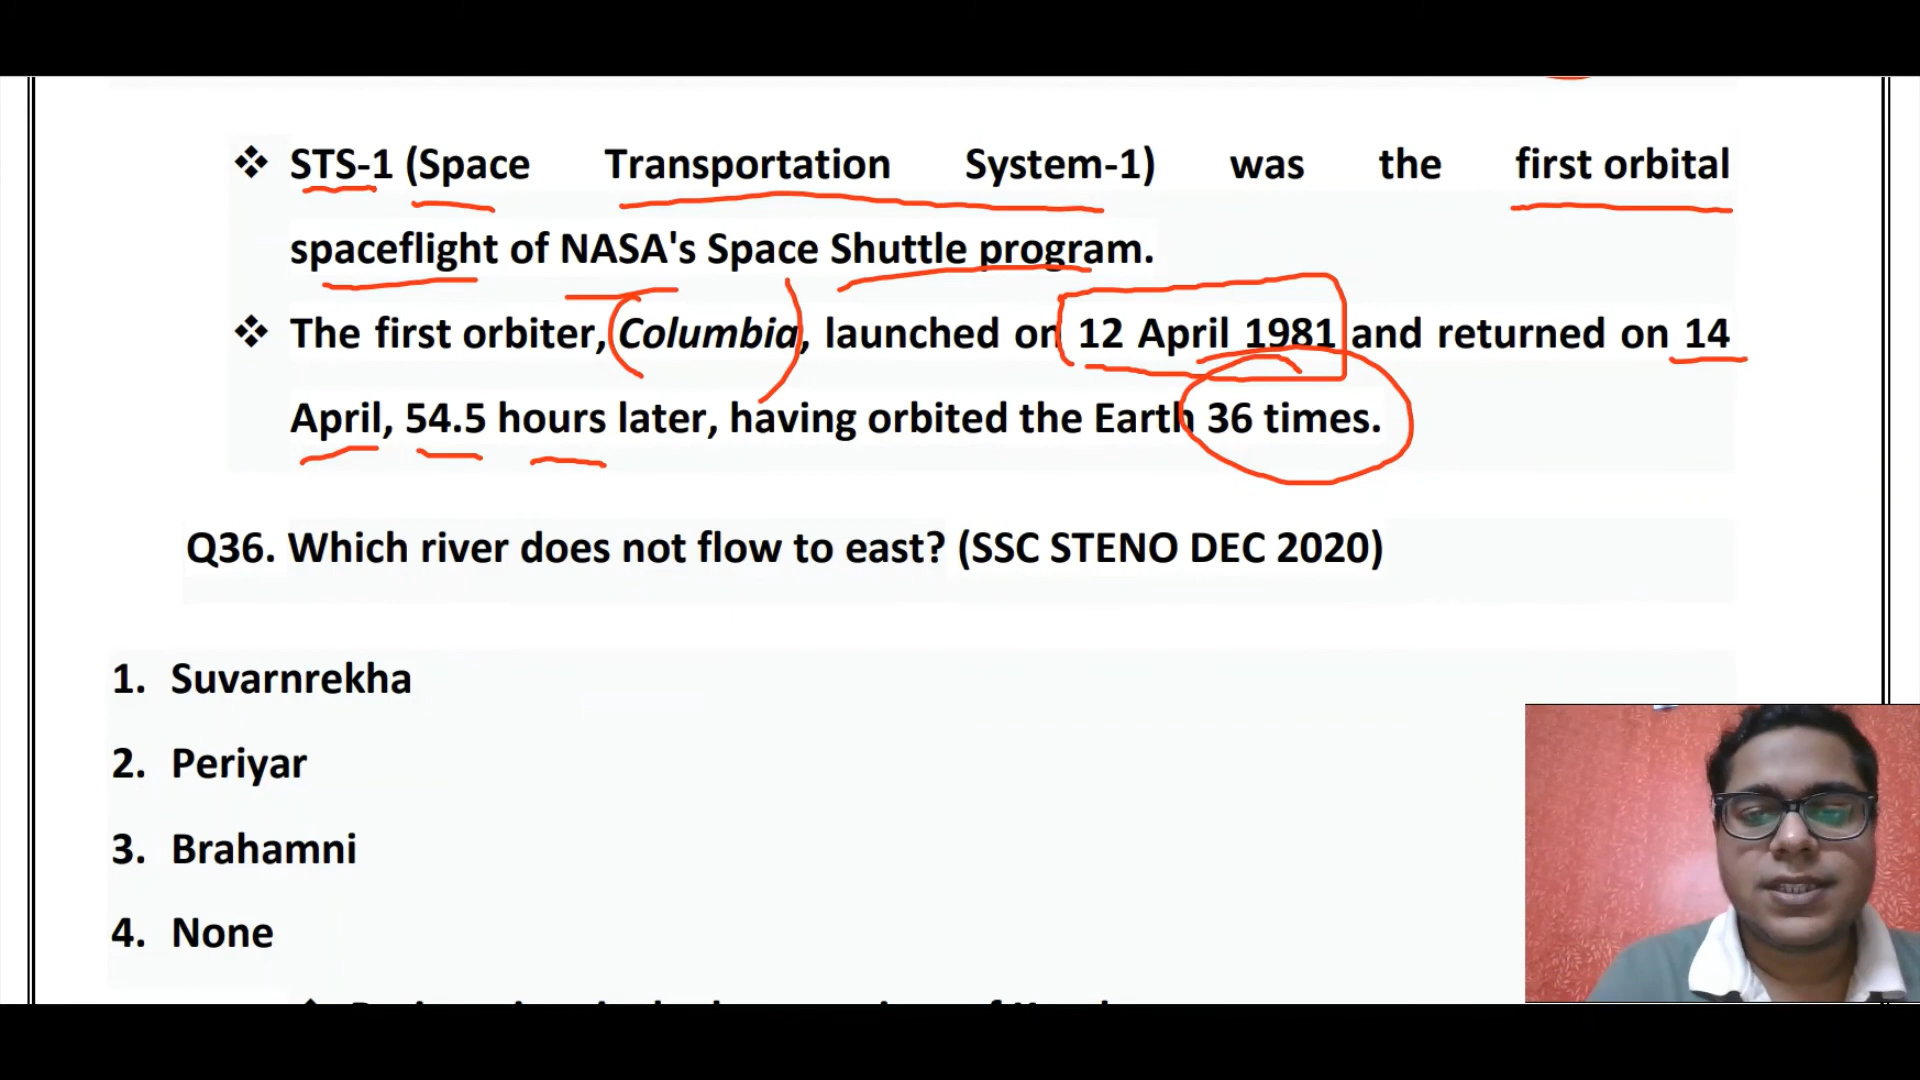 ❖ STS-1 (Space Transportation System-1) was the first orbital
spaceflight of NASA's Space Shuttle program.
❖ The first orbiter, Columbia, launched on 12 April 1981 and returned on 14
April, 54.5 hours later, having orbited the Earth 36 times.
Q36. Which river does not flow to east? (SSC STENO DEC 2020)
1. Suvarnrekha
2. Periyar
3. Brahamni
4. None